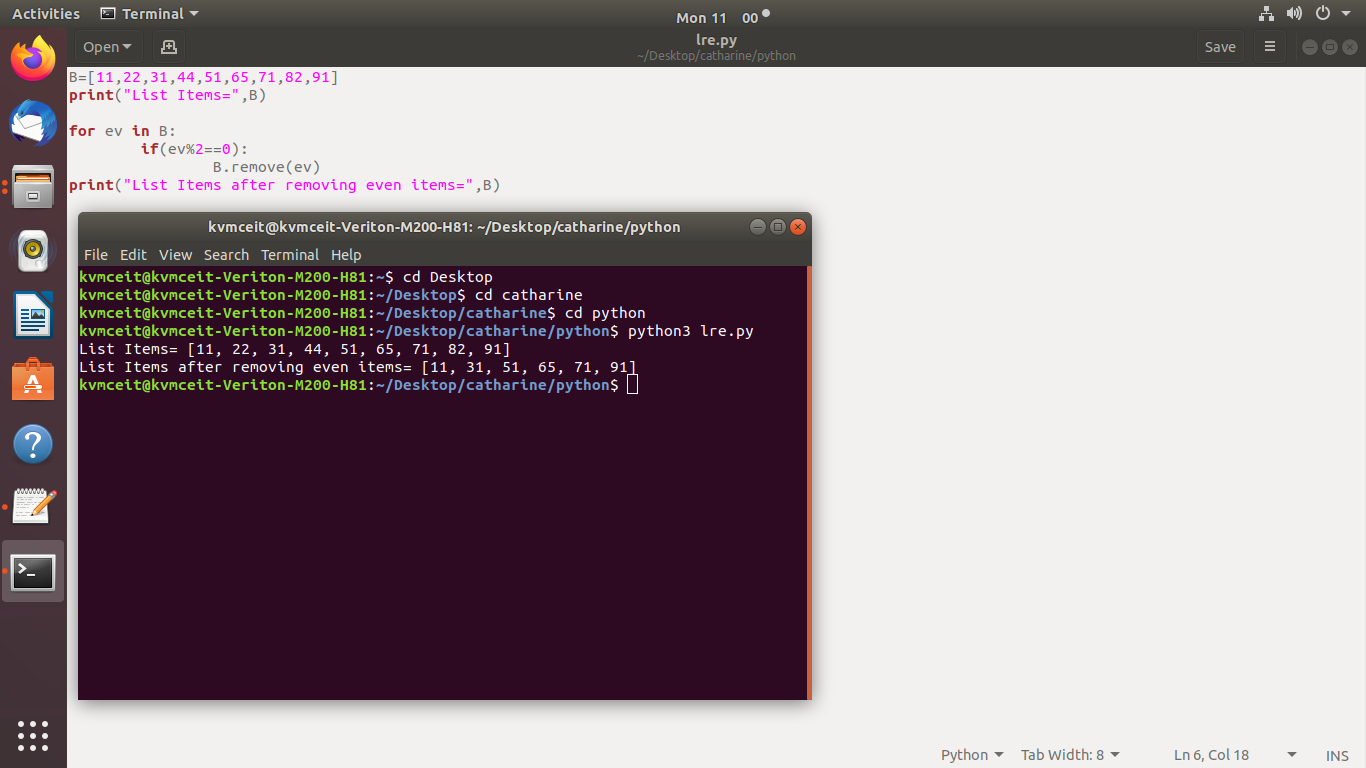 Activities Terminal Mon 11 00
Open lre.py Save
~/Desktop/catharine/python
B=[11,22,31,44,51,65,71,82,91]
print("List Items=",B)
for ev in B:
if(ev%2==0):
B.remove(ev)
print("List Items after removing even items=",B)
kvmceit@kvmceit-Veriton-M200-H81: ~/Desktop/catharine/python
File Edit View Search Terminal Help
kvmceit@kvmceit-Veriton-M200-H81:~$ cd Desktop
kvmceit@kvmceit-Veriton-M200-H81:~/Desktop$ cd catharine
kvmceit@kvmceit-Veriton-M200-H81:~/Desktop/catharine$ cd python
kvmceit@kvmceit-Veriton-M200-H81:~/Desktop/catharine/python$ python3 lre.py
List Items= [11, 22, 31, 44, 51, 65, 71, 82, 91]
List Items after removing even items= [11, 31, 51, 65, 71, 91]
kvmceit@kvmceit-Veriton-M200-H81:~/Desktop/catharine/python$
Python Tab Width: 8 Ln 6, Col 18 INS